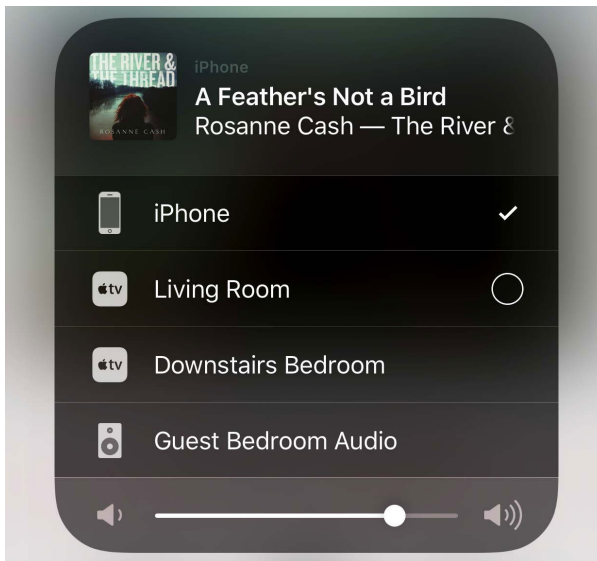 THE RIVER &
THE THREAD
ROSANNE CASH
iPhone
A Feather's Not a Bird
Rosanne Cash — The River &
iPhone
tv
Living Room
tv
Downstairs Bedroom
Guest Bedroom Audio